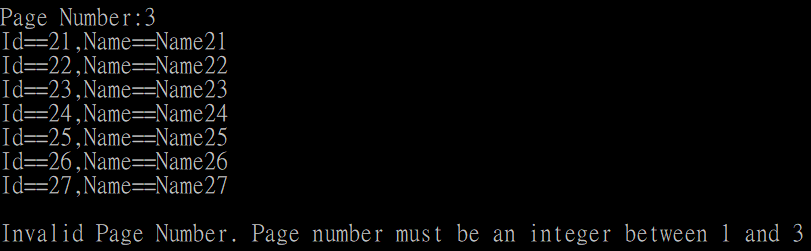 Page Number:3
Id==21,Name==Name21
Id==22,Name==Name22
Id==23,Name==Name23
Id==24,Name==Name24
Id==25,Name==Name25
Id==26,Name==Name26
Id==27,Name==Name27
Invalid Page Number. Page number must be an integer between 1 and 3